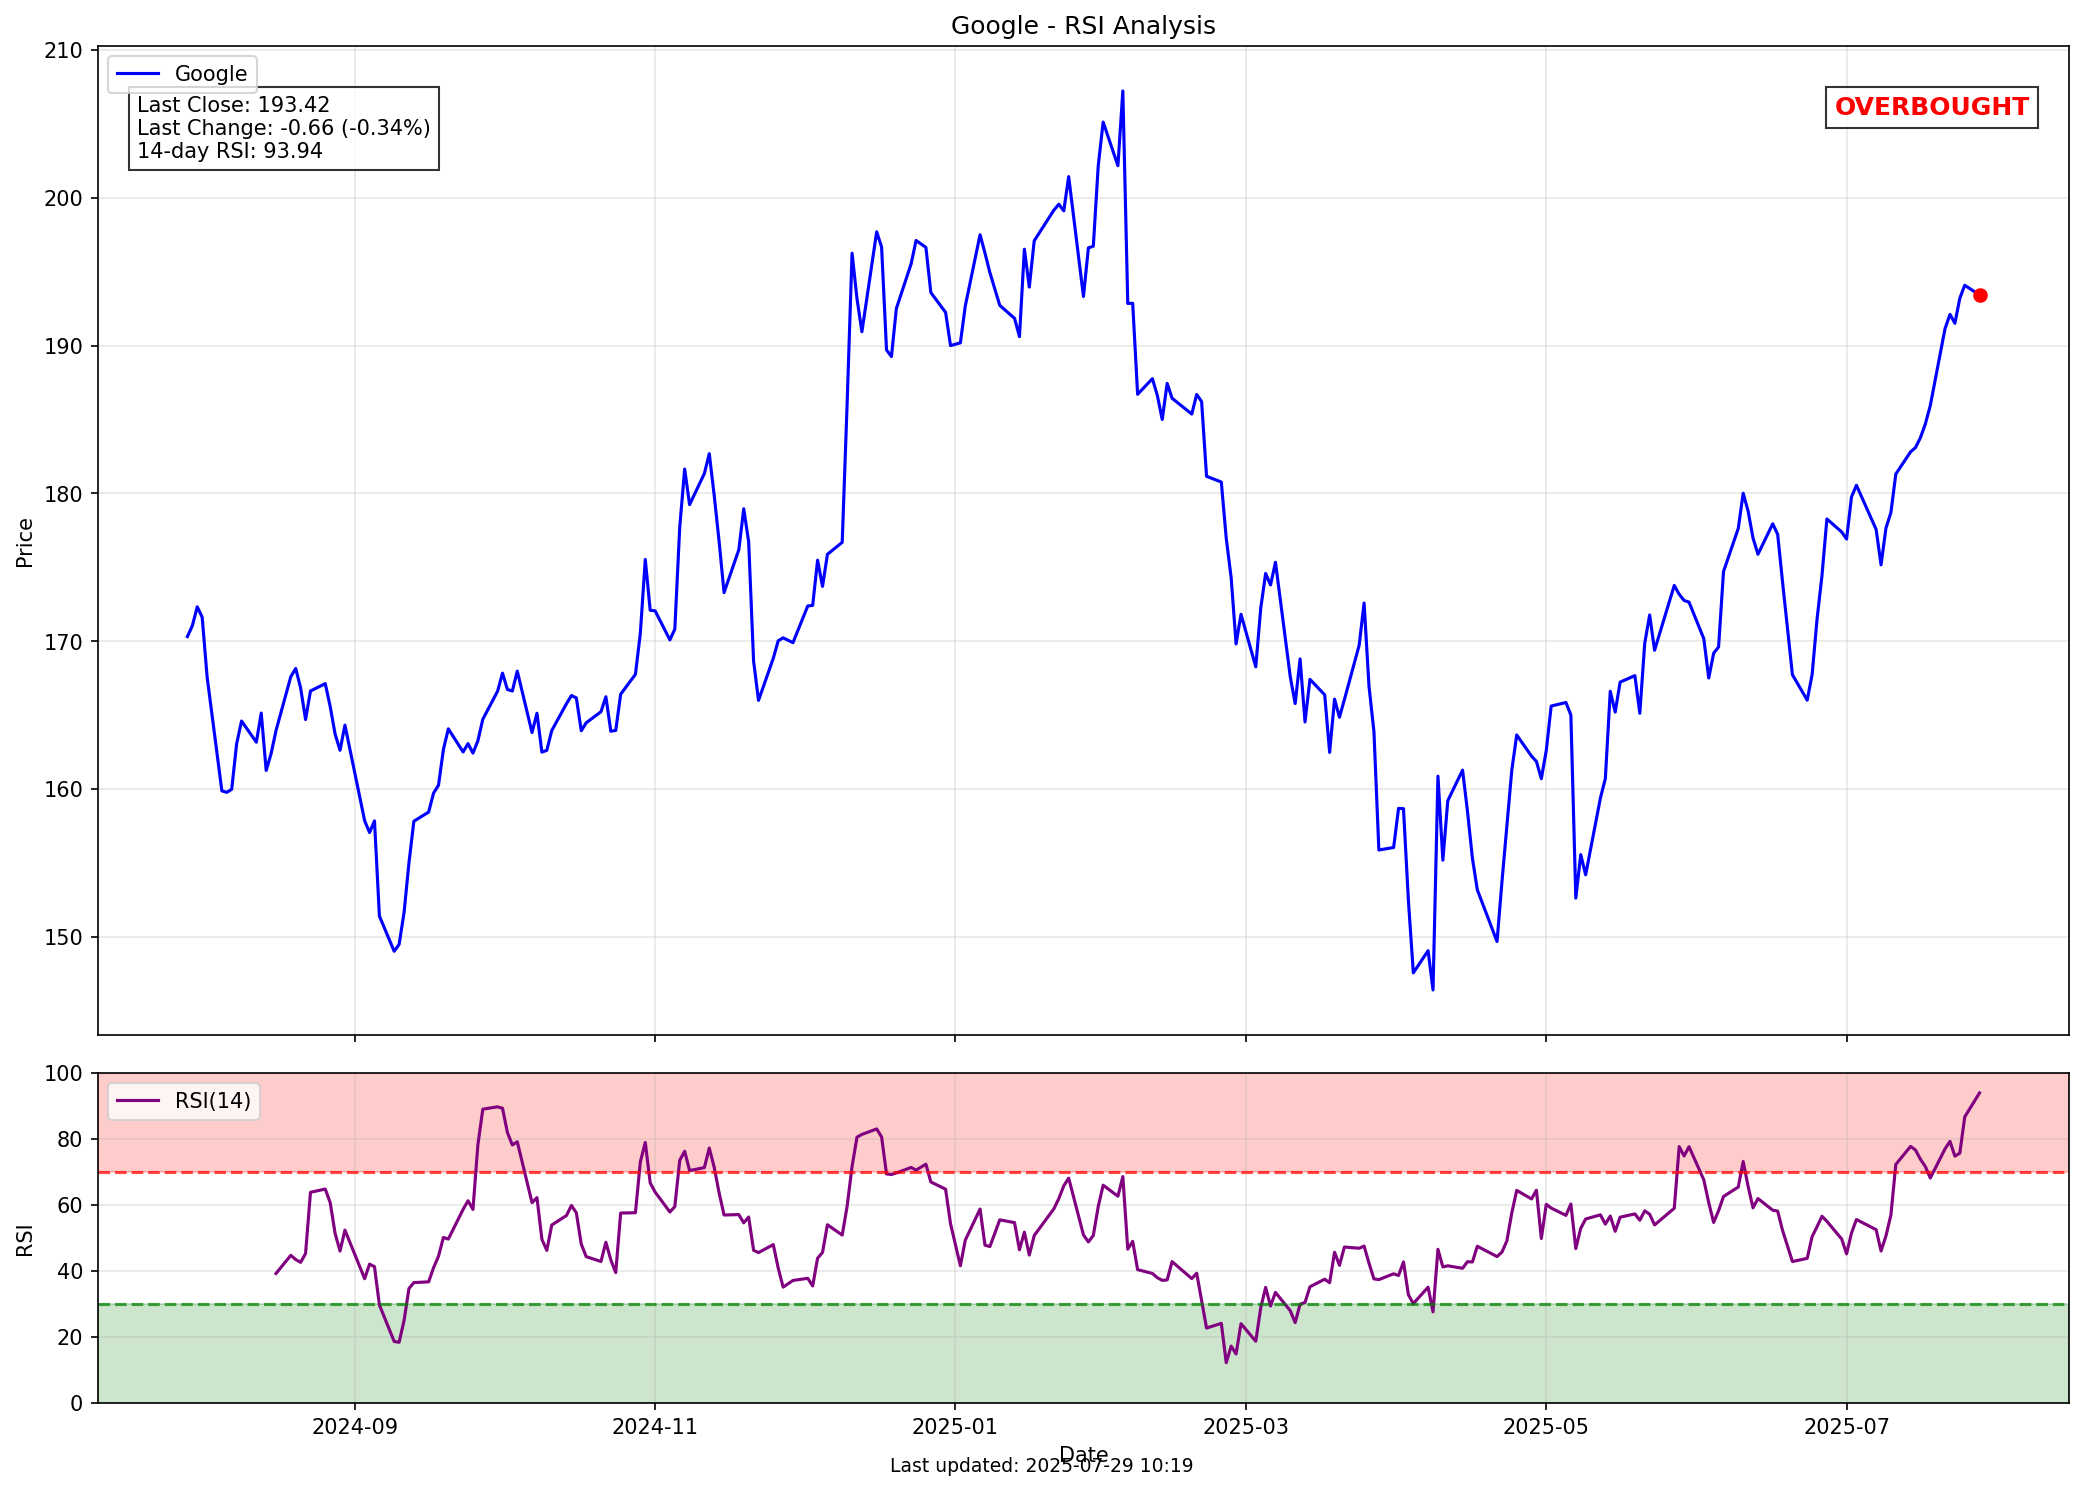 Google - RSI Analysis
210
Google
Last Close: 193.42
Last Change: -0.66 (-0.34%)
14-day RSI: 93.94
OVERBOUGHT
200
190
180
Price
170
160
150
100
RSI(14)
80
60
RSI
40
20
0
2024-09
2024-11
2025-01
2025-03
2025-05
2025-07
Date
Last updated: 2025-07-29 10:19